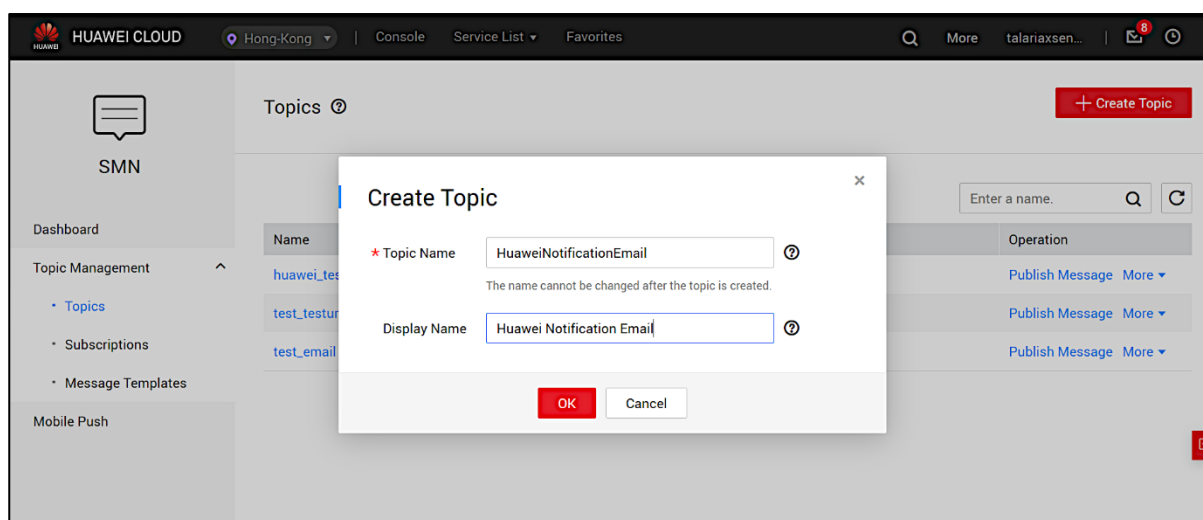 HUAWEI
HUAWEI CLOUD
Hong-Kong
Console
Service List
Favorites
More
talariaxsen...
8
SMN
Dashboard
Topic Management
Topics
Subscriptions
Message Templates
Mobile Push
Topics
+ Create Topic
Enter a name.
Name
Operation
huawei_tes
Publish Message More
test_testur
Publish Message More
test_email
Publish Message More
Create Topic
* Topic Name
HuaweiNotificationEmail
The name cannot be changed after the topic is created.
Display Name
Huawei Notification Email
OK
Cancel